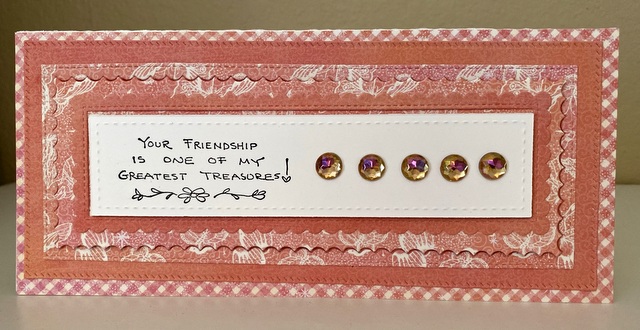 YOUR FRIENDSHIP
IS ONE OF MY
GREATEST TREASURES!